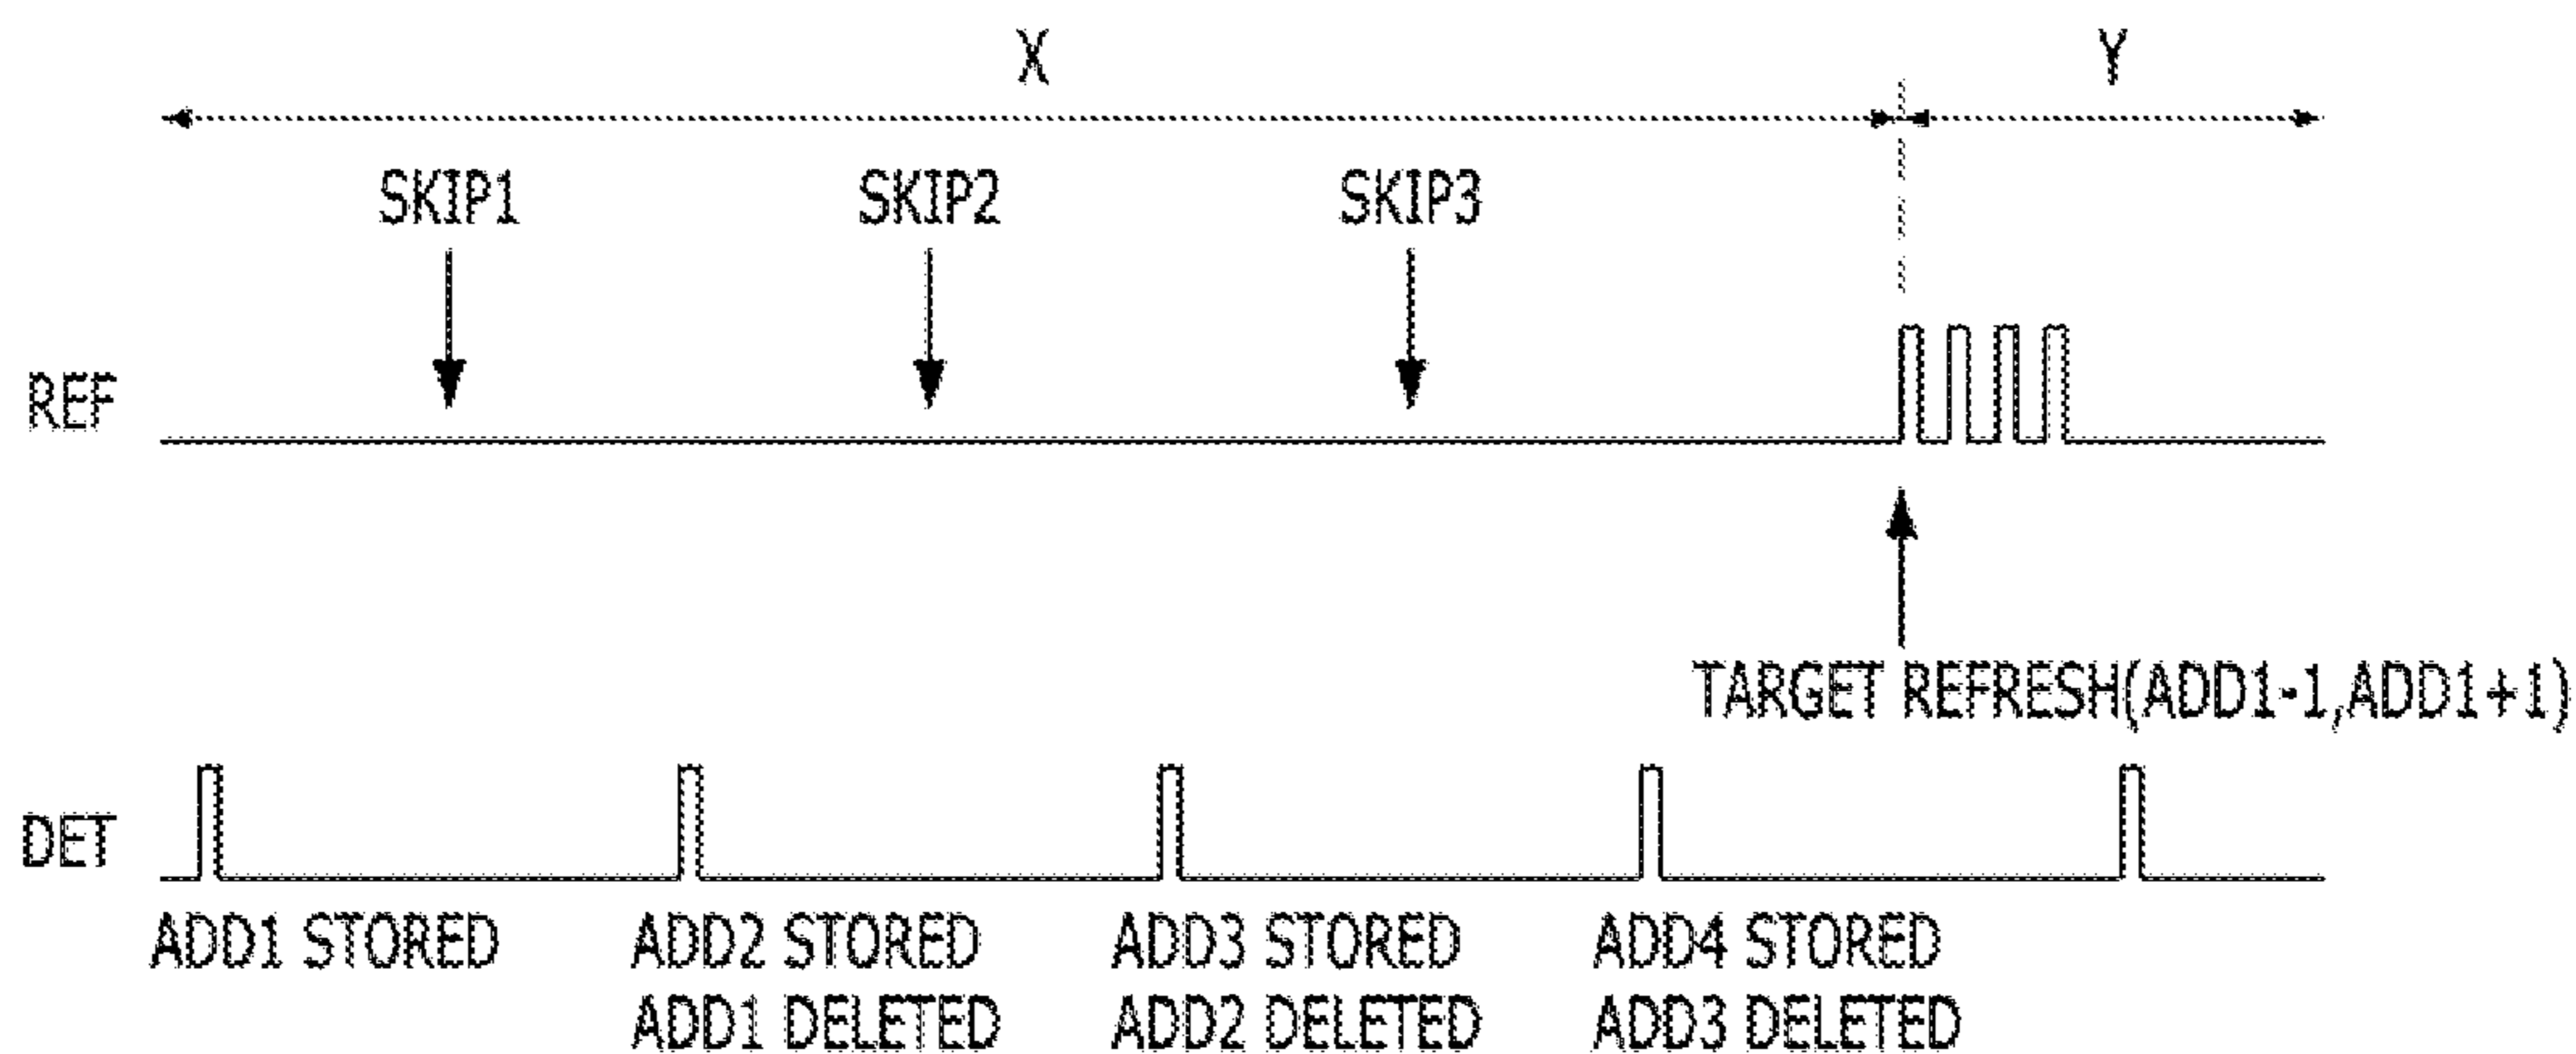 X Y
SKIP1 SKIP2 SKIP3
REF
TARGET REFRESH(ADD1-1,ADD1+1)
DET
ADD1 STORED ADD2 STORED ADD3 STORED ADD4 STORED
ADD1 DELETED ADD2 DELETED ADD3 DELETED